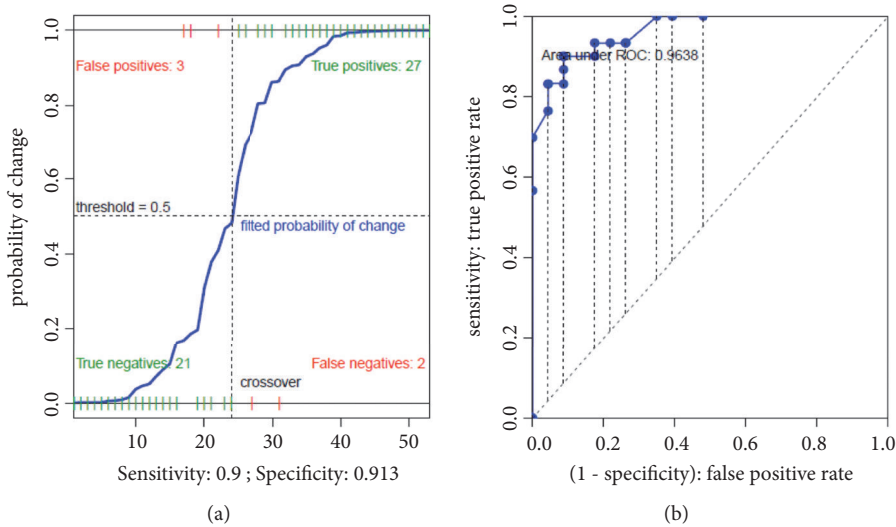 1.0
0.8
0.6
0.4
0.2
0.0
probability of change
False positives: 3
True positives: 27
threshold = 0.5
fitted probability of change
True negatives: 21
False negatives: 2
crossover
10 20 30 40 50
Sensitivity: 0.9 ; Specificity: 0.913
(a)
1.0
0.8
0.6
0.4
0.2
0.0
sensitivity: true positive rate
Area under ROC: 0.9638
0.0 0.2 0.4 0.6 0.8 1.0
(1 - specificity): false positive rate
(b)